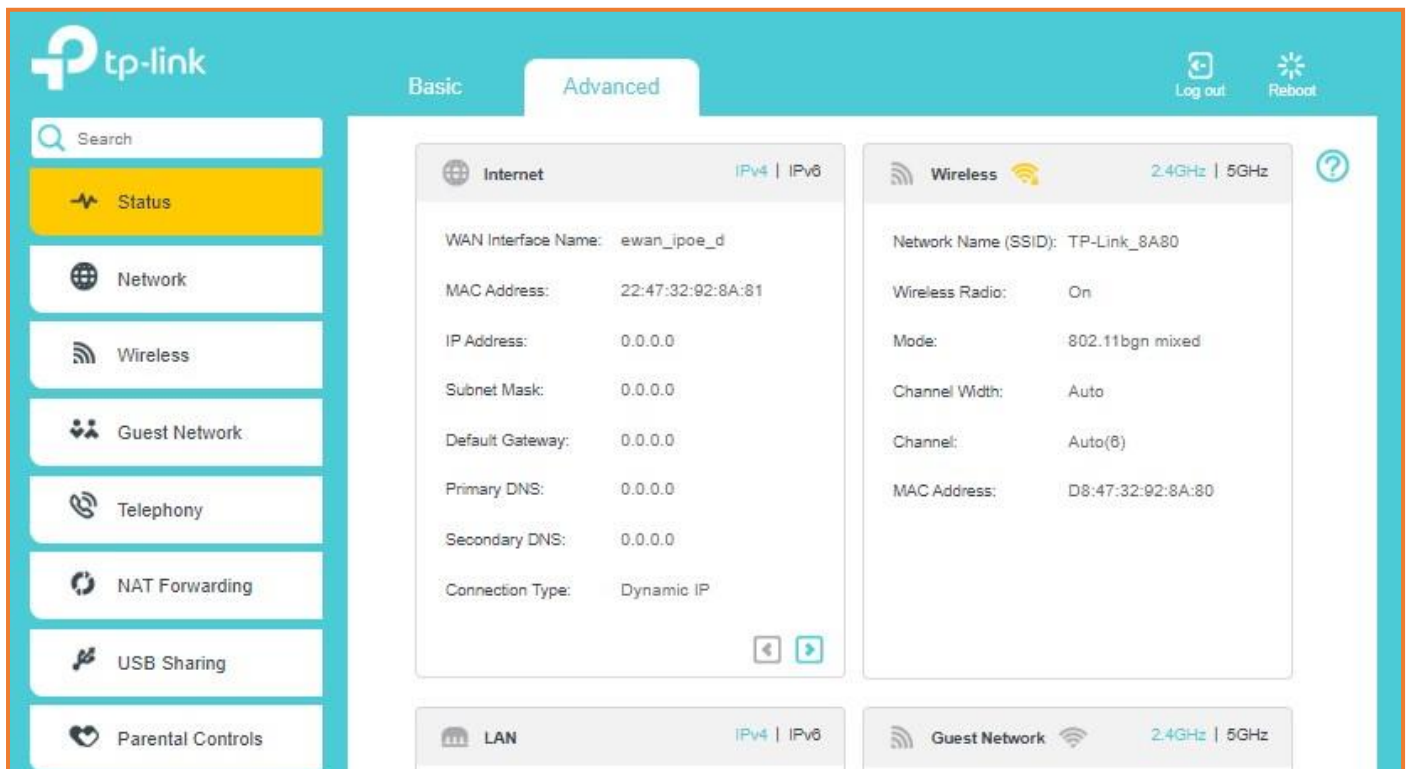 tp-link
Basic
Advanced
Log out
Reboot
Search
Status
Network
Wireless
Guest Network
Telephony
NAT Forwarding
USB Sharing
Parental Controls
Internet IPv4 | IPv6
WAN Interface Name: ewan_ipoe_d
MAC Address: 22:47:32:92:8A:81
IP Address: 0.0.0.0
Subnet Mask: 0.0.0.0
Default Gateway: 0.0.0.0
Primary DNS: 0.0.0.0
Secondary DNS: 0.0.0.0
Connection Type: Dynamic IP
Wireless 2.4GHz | 5GHz
Network Name (SSID): TP-Link_8A80
Wireless Radio: On
Mode: 802.11bgn mixed
Channel Width: Auto
Channel: Auto(6)
MAC Address: D8:47:32:92:8A:80
LAN IPv4 | IPv6
Guest Network 2.4GHz | 5GHz